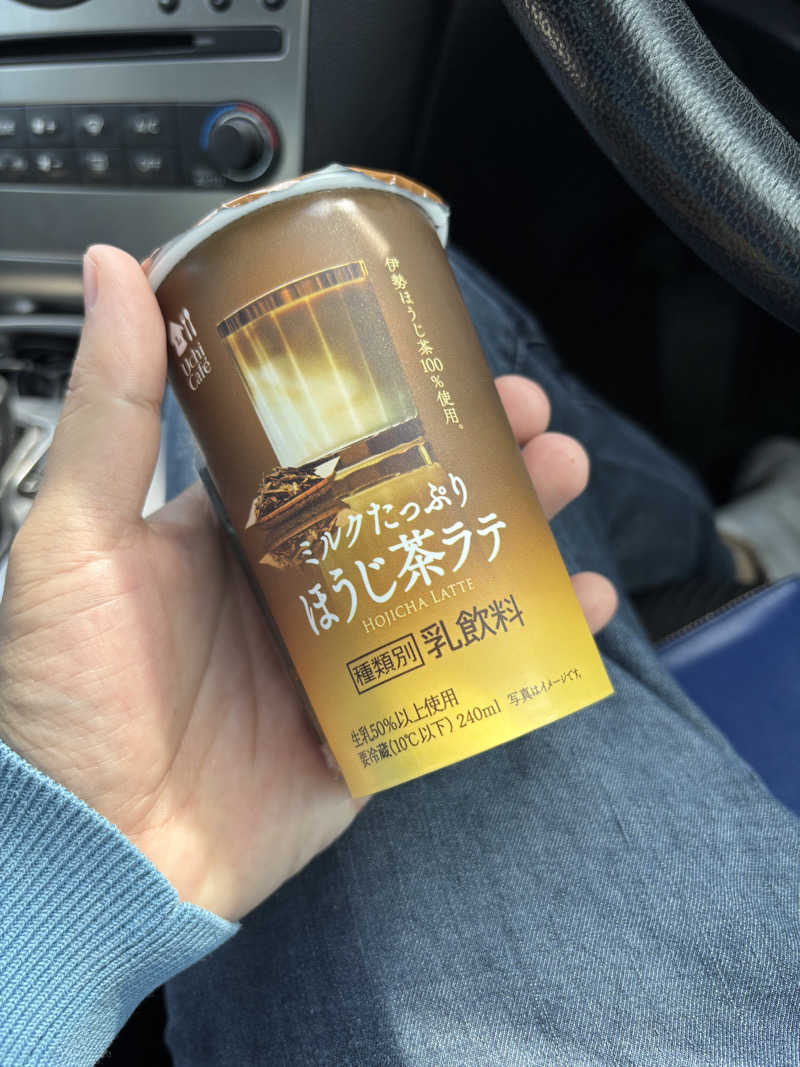 Uchi
Café
伊勢ほうじ茶100%使用。
ミルクたっぷり
ほうじ茶ラテ
HOJICHA LATTE
種類別 乳飲料
生乳50%以上使用
要冷蔵(10℃以下) 240ml 写真はイメージです。